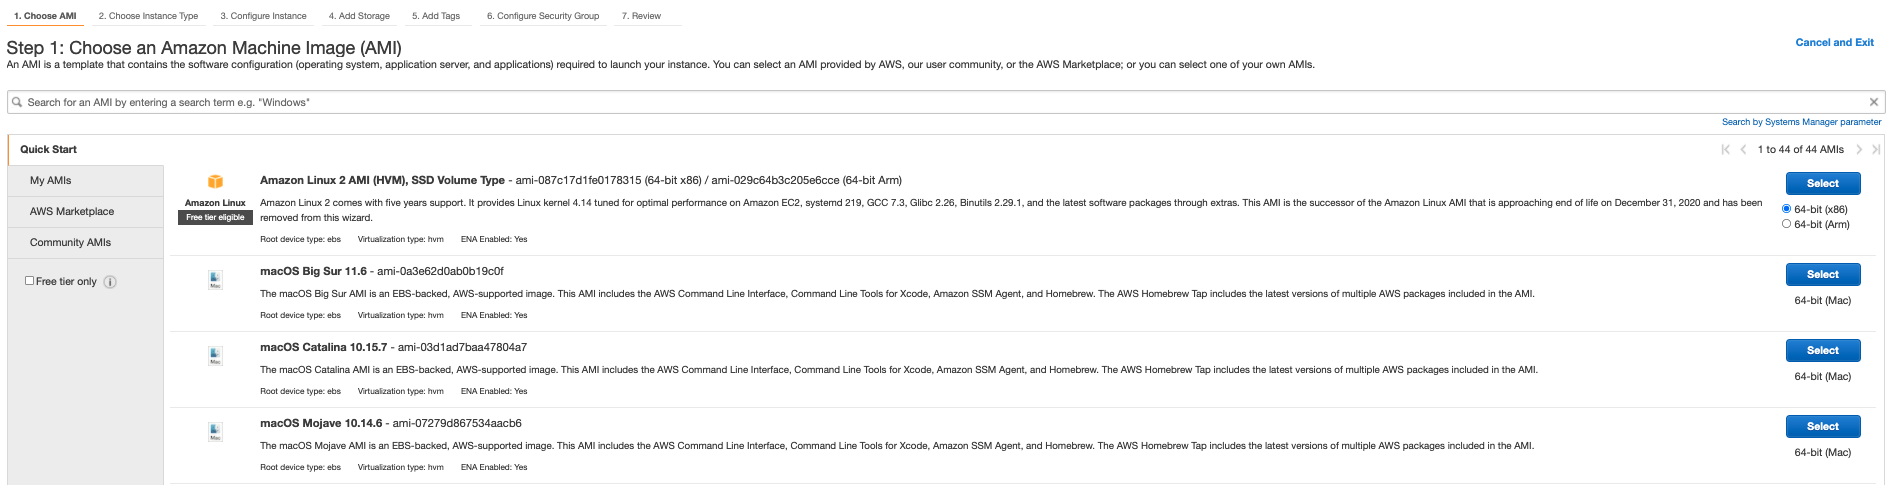 1. Choose AMI 2. Choose Instance Type 3. Configure Instance 4. Add Storage 5. Add Tags 6. Configure Security Group 7. Review
Step 1: Choose an Amazon Machine Image (AMI)
Cancel and Exit
An AMI is a template that contains the software configuration (operating system, application server, and applications) required to launch your instance. You can select an AMI provided by AWS, our user community, or the AWS Marketplace; or you can select one of your own AMIs.
Search for an AMI by entering a search term e.g. "Windows"
Search by Systems Manager parameter
Quick Start
1 to 44 of 44 AMIs
My AMIs
AWS Marketplace
Community AMIs
Free tier only
Amazon Linux
Free tier eligible
Amazon Linux 2 AMI (HVM), SSD Volume Type - ami-087c17d1fe0178315 (64-bit x86) / ami-029c64b3c205e6cce (64-bit Arm)
Amazon Linux 2 comes with five years support. It provides Linux kernel 4.14 tuned for optimal performance on Amazon EC2, systemd 219, GCC 7.3, Glibc 2.26, Binutils 2.29.1, and the latest software packages through extras. This AMI is the successor of the Amazon Linux AMI that is approaching end of life on December 31, 2020 and has been
removed from this wizard.
Root device type: ebs Virtualization type: hvm ENA Enabled: Yes
Select
64-bit (x86)
64-bit (Arm)
Mac
macOS Big Sur 11.6 - ami-0a3e62d0ab0b19c0f
The macOS Big Sur AMI is an EBS-backed, AWS-supported image. This AMI includes the AWS Command Line Interface, Command Line Tools for Xcode, Amazon SSM Agent, and Homebrew. The AWS Homebrew Tap includes the latest versions of multiple AWS packages included in the AMI.
Root device type: ebs Virtualization type: hvm ENA Enabled: Yes
Select
64-bit (Mac)
Mac
macOS Catalina 10.15.7 - ami-03d1ad7baa47804a7
The macOS Catalina AMI is an EBS-backed, AWS-supported image. This AMI includes the AWS Command Line Interface, Command Line Tools for Xcode, Amazon SSM Agent, and Homebrew. The AWS Homebrew Tap includes the latest versions of multiple AWS packages included in the AMI.
Root device type: ebs Virtualization type: hvm ENA Enabled: Yes
Select
64-bit (Mac)
Mac
macOS Mojave 10.14.6 - ami-07279d867534aacb6
The macOS Mojave AMI is an EBS-backed, AWS-supported image. This AMI includes the AWS Command Line Interface, Command Line Tools for Xcode, Amazon SSM Agent, and Homebrew. The AWS Homebrew Tap includes the latest versions of multiple AWS packages included in the AMI.
Root device type: ebs Virtualization type: hvm ENA Enabled: Yes
Select
64-bit (Mac)